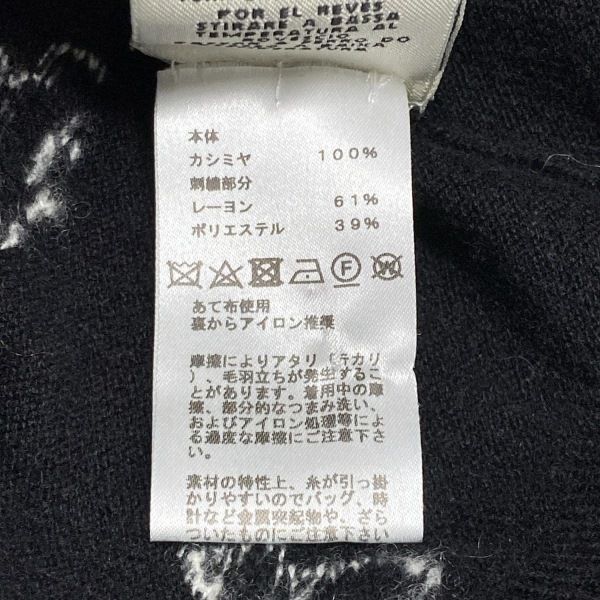 POR EL REVES
STIRARE A BASSA
TEMPERATURA AL
本体
カシミヤ 100%
刺繍部分
レーヨン 61%
ポリエステル 39%
F
W
あて布使用
裏からアイロン推奨
摩擦によりアタリ（テカリ
）、毛羽立ちが発生するこ
とがあります。着用中の摩
擦、部分的なつまみ洗い、
およびアイロン処理等によ
る過度な摩擦にご注意下さ
い。
素材の特性上、糸が引っ掛
かりやすいのでバッグ、時
計など金属突起物や、ざら
ついたものにご注意下さい